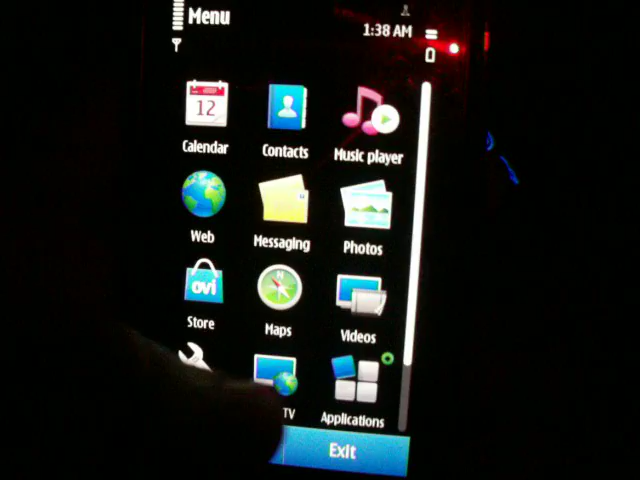 Menu
1:38 AM
12
Calendar
Contacts
Music player
Web
Messaging
Photos
ovi
N
Store
Maps
Videos
TV
Applications
Exit